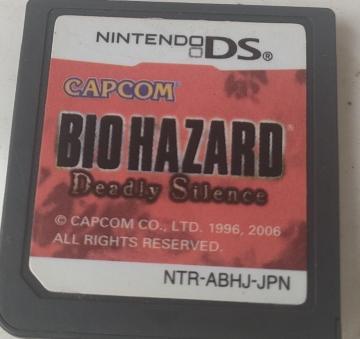 NINTENDO DS®
CAPCOM
BIO HAZARD
Deadly Silence
© CAPCOM CO., LTD. 1996, 2006
ALL RIGHTS RESERVED.
NTR-ABHJ-JPN